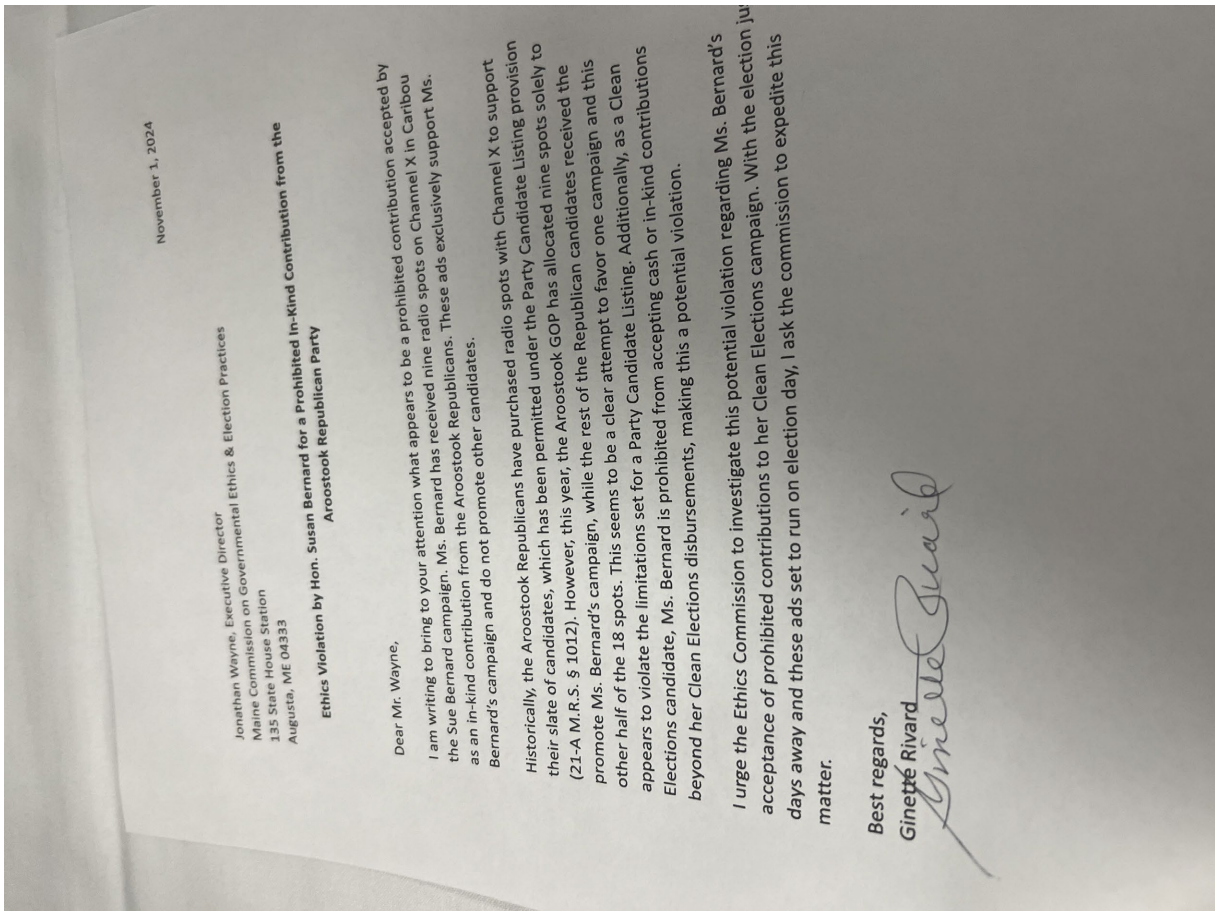 November 1, 2024
Jonathan Wayne, Executive Director
Maine Commission on Governmental Ethics & Election Practices
135 State House Station
Augusta, ME 04333
Ethics Violation by Hon. Susan Bernard for a Prohibited In-Kind Contribution from the
Aroostook Republican Party
Dear Mr. Wayne,
I am writing to bring to your attention what appears to be a prohibited contribution accepted by
the Sue Bernard campaign. Ms. Bernard has received nine radio spots on Channel X in Caribou
as an in-kind contribution from the Aroostook Republicans. These ads exclusively support Ms.
Bernard's campaign and do not promote other candidates.
Historically, the Aroostook Republicans have purchased radio spots with Channel X to support
their slate of candidates, which has been permitted under the Party Candidate Listing provision
(21-A M.R.S. § 1012). However, this year, the Aroostook GOP has allocated nine spots solely to
promote Ms. Bernard's campaign, while the rest of the Republican candidates received the
other half of the 18 spots. This seems to be a clear attempt to favor one campaign and this
appears to violate the limitations set for a Party Candidate Listing. Additionally, as a Clean
Elections candidate, Ms. Bernard is prohibited from accepting cash or in-kind contributions
beyond her Clean Elections disbursements, making this a potential violation.
I urge the Ethics Commission to investigate this potential violation regarding Ms. Bernard's
acceptance of prohibited contributions to her Clean Elections campaign. With the election ju
days away and these ads set to run on election day, I ask the commission to expedite this
matter.
Best regards,
Ginette Rivard
Ginette Rivard